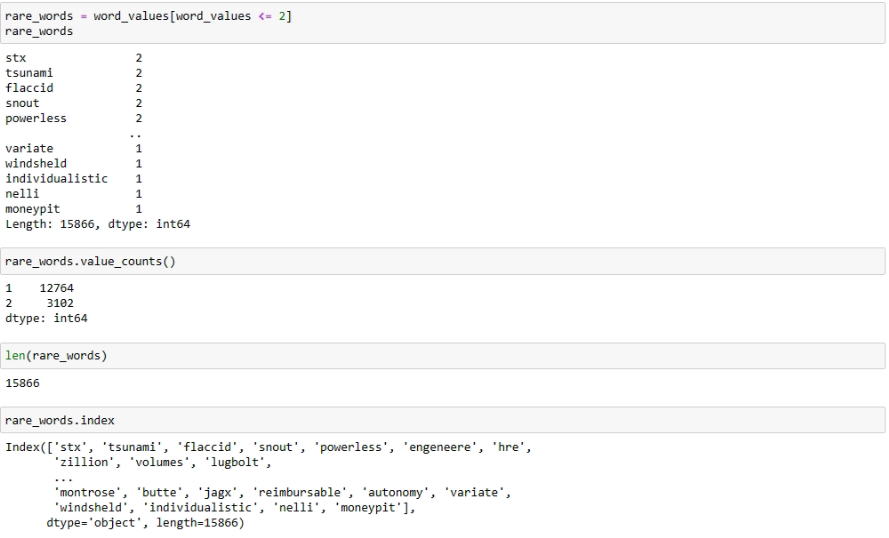 rare_words = word_values[word_values <= 2]
rare_words
stx 2
tsunami 2
flaccid 2
snout 2
powerless 2
..
variate 1
windsheld 1
individualistic 1
nelli 1
moneypit 1
Length: 15866, dtype: int64
rare_words.value_counts()
1 12764
2 3102
dtype: int64
len(rare_words)
15866
rare_words.index
Index(['stx', 'tsunami', 'flaccid', 'snout', 'powerless', 'engeneere', 'hre',
'zillion', 'volumes', 'lugbolt',
...
'montrose', 'butte', 'jagx', 'reimbursable', 'autonomy', 'variate',
'windsheld', 'individualistic', 'nelli', 'moneypit'],
dtype='object', length=15866)